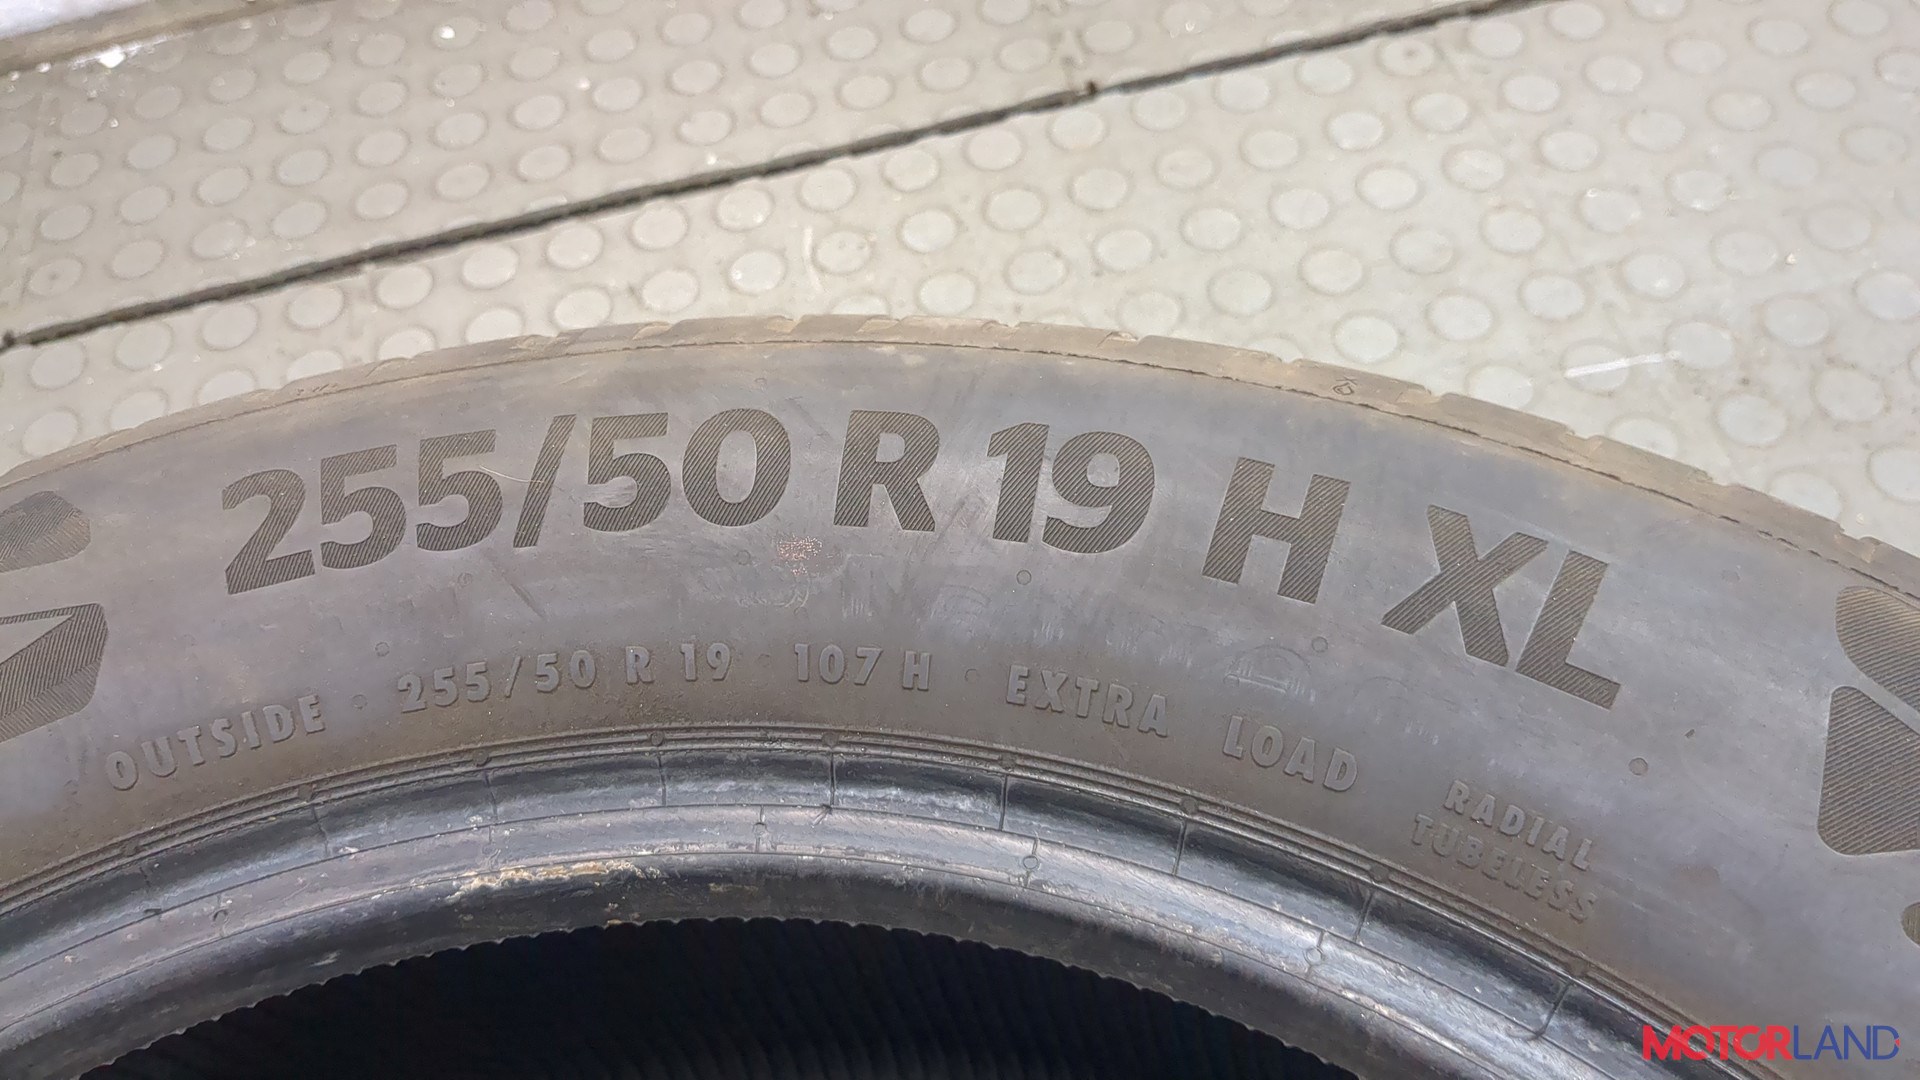 255/50 R 19 H XL
OUTSIDE · 255/50 R 19 · 107 H · EXTRA LOAD
RADIAL
TUBELESS
MOTORLAND